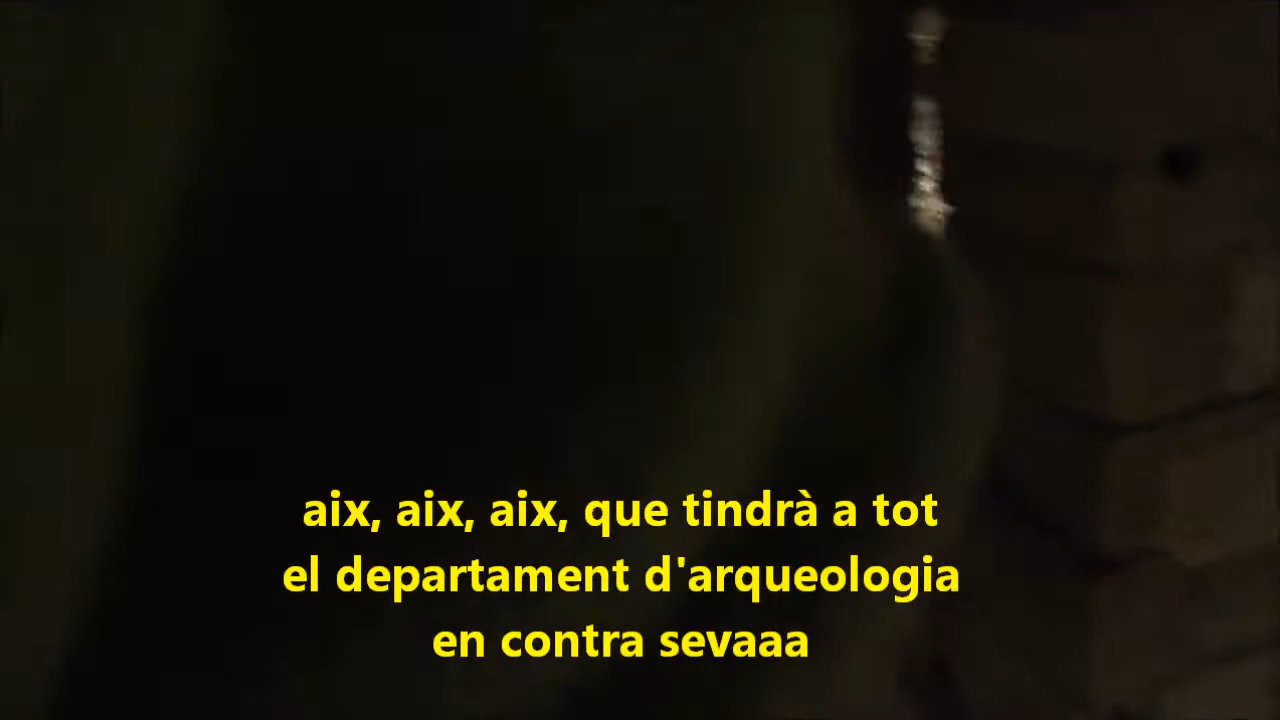 aix, aix, aix, que tindrà a tot
el departament d'arqueologia
en contra sevaaa